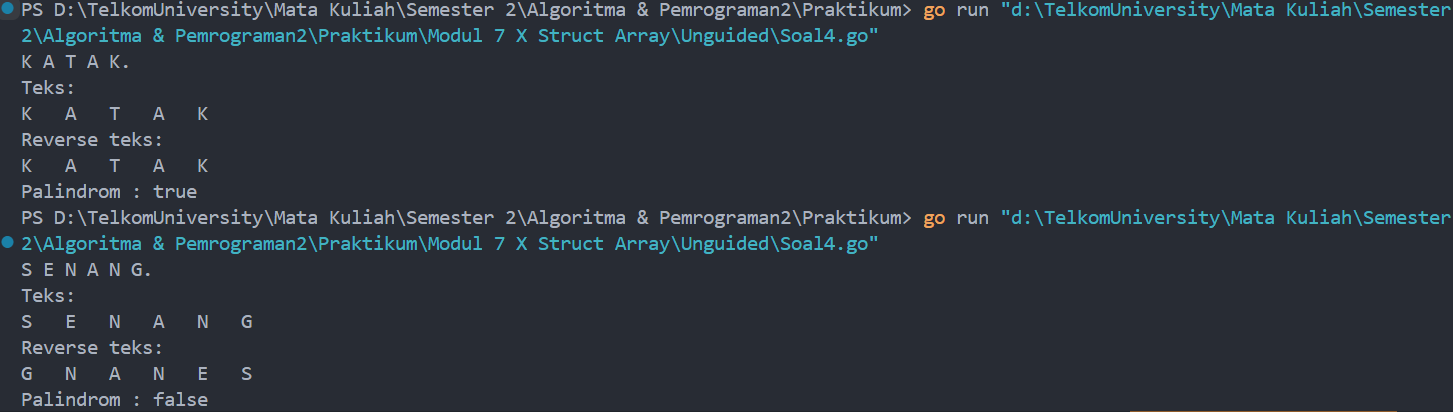 PS D:\TelkomUniversity\Mata Kuliah\Semester 2\Algoritma & Pemrograman2\Praktikum> go run "d:\TelkomUniversity\Mata Kuliah\Semester
2\Algoritma & Pemrograman2\Praktikum\Modul 7 X Struct Array\Unguided\Soal4.go"
K A T A K.
Teks:
K   A   T   A   K
Reverse teks:
K   A   T   A   K
Palindrom : true
PS D:\TelkomUniversity\Mata Kuliah\Semester 2\Algoritma & Pemrograman2\Praktikum> go run "d:\TelkomUniversity\Mata Kuliah\Semester
2\Algoritma & Pemrograman2\Praktikum\Modul 7 X Struct Array\Unguided\Soal4.go"
S E N A N G.
Teks:
S   E   N   A   N   G
Reverse teks:
G   N   A   N   E   S
Palindrom : false